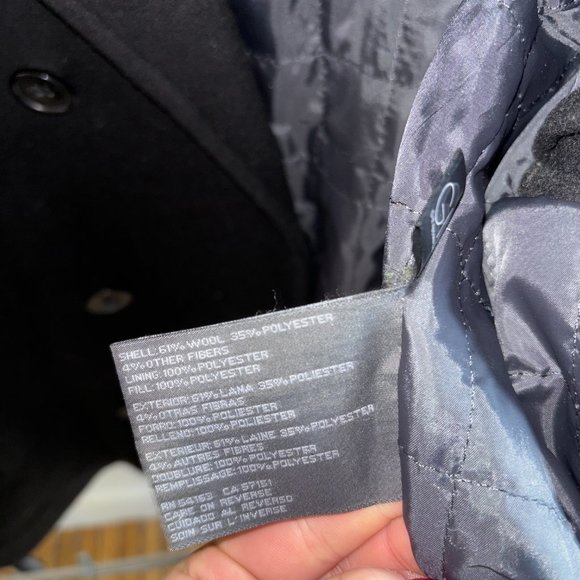 SHELL:61% WOOL 35% POLYESTER
4% OTHER FIBERS
LINING:100% POLYESTER
FILL:100% POLYESTER
EXTERIOR:61% LANA 35% POLIESTER
4% OTRAS FIBRAS
FORRO:100% POLIESTER
RELLENO:100% POLIESTER
EXTERIEUR:61% LAINE 35% POLYESTER
4% AUTRES FIBRES
DOUBLURE:100% POLYESTER
REMPLISSAGE:100% POLYESTER
RN 54163 CA 57151
CARE ON REVERSE
CUIDADO AL REVERSO
SOIN SUR L'INVERSE